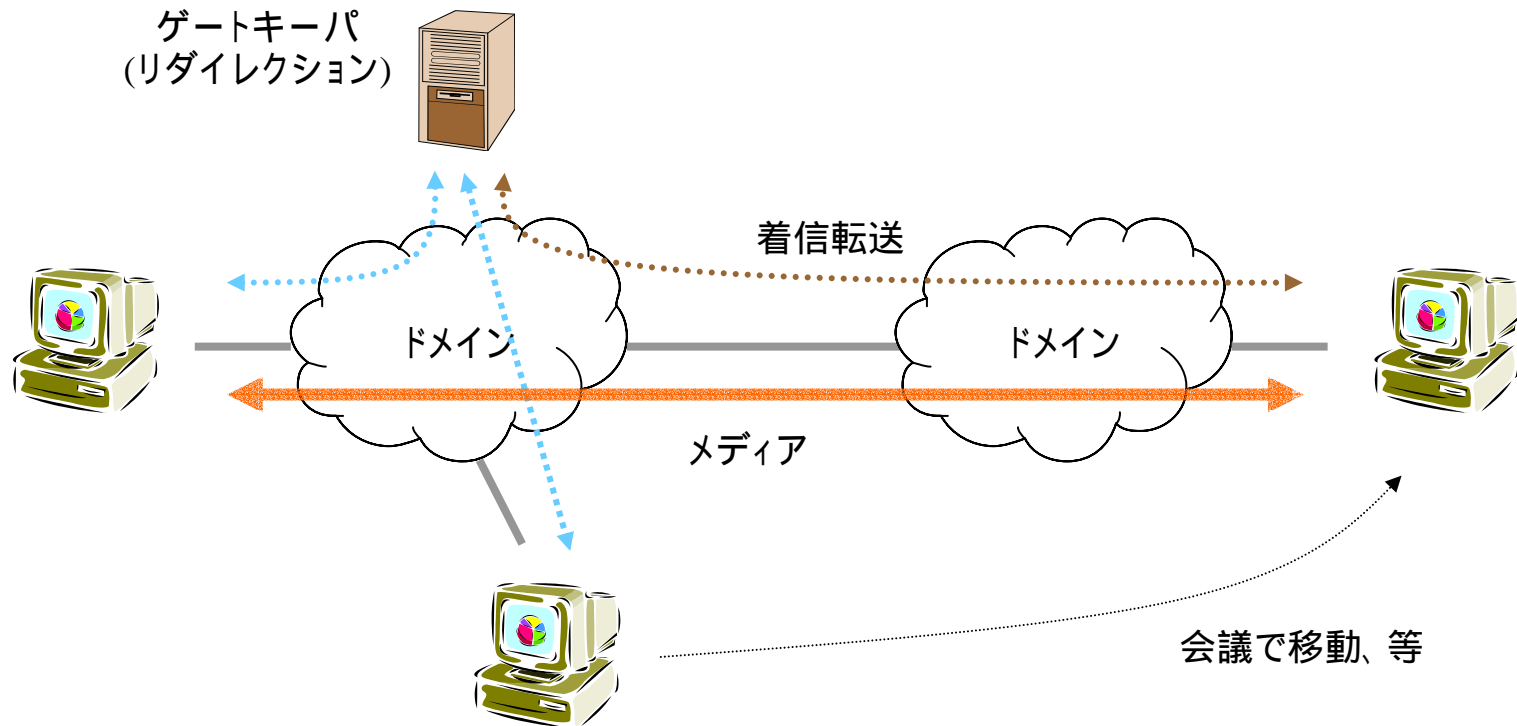 ゲートキーパ
(リダイレクション)
着信転送
ドメイン
ドメイン
メディア
会議で移動、等